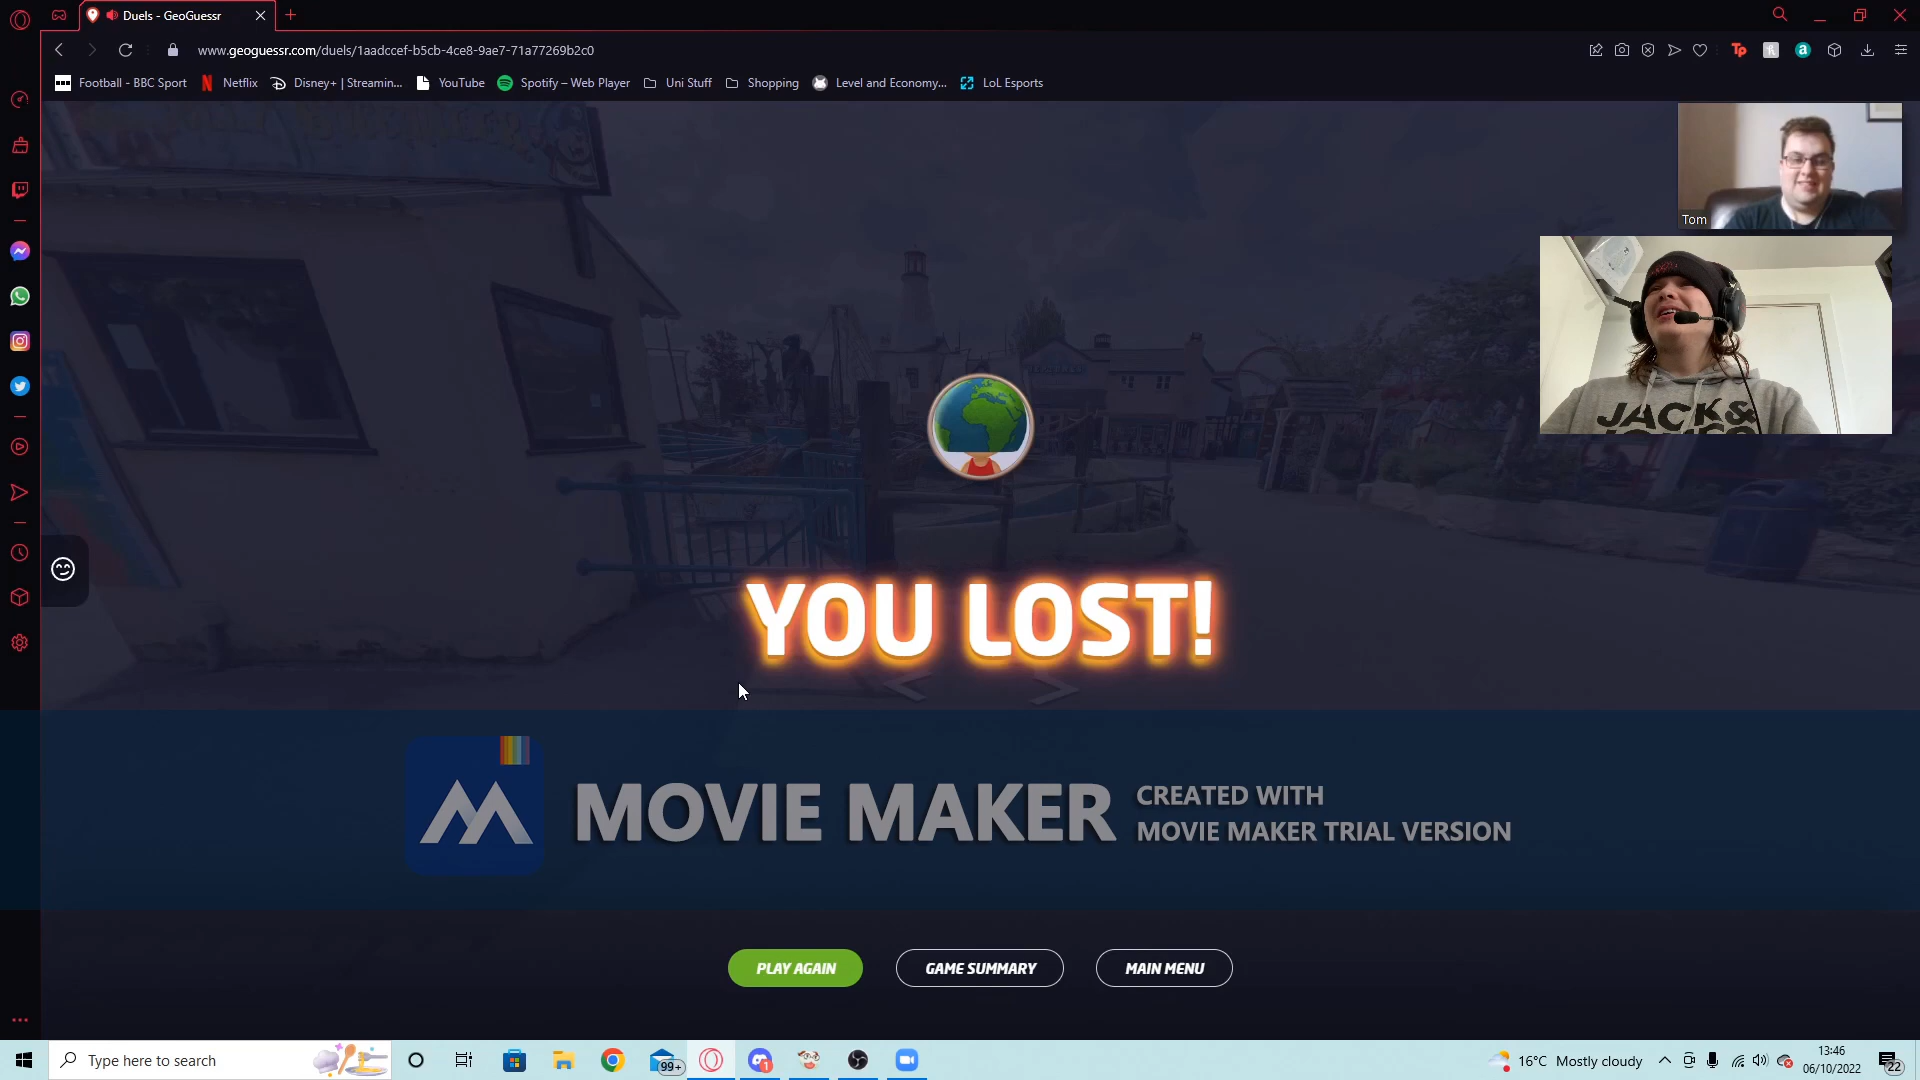 Duels - GeoGuessr
www.geoguessr.com/duels/1aadccef-b5cb-4ce8-9ae7-71a77269b2c0
Football - BBC Sport
Netflix
Disney+ | Streamin...
YouTube
Spotify – Web Player
Uni Stuff
Shopping
Level and Economy...
LoL Esports
Tom
JACK&
YOU LOST!
MOVIE MAKER
CREATED WITH
MOVIE MAKER TRIAL VERSION
PLAY AGAIN
GAME SUMMARY
MAIN MENU
Type here to search
99+
1
16°C Mostly cloudy
13:46
06/10/2022
22